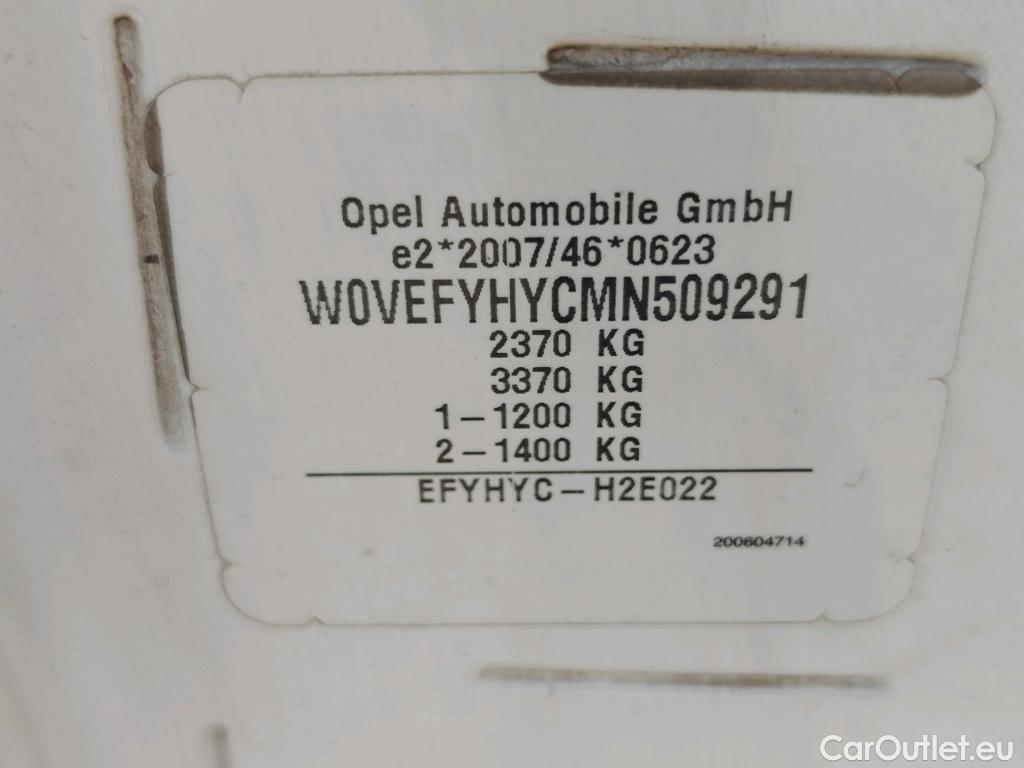 Opel Automobile GmbH
e2*2007/46*0623
W0VEFYHYCMN509291
2370 KG
3370 KG
1-1200 KG
2-1400 KG
EFYHYC-H2E022
200604714
CarOutlet.eu